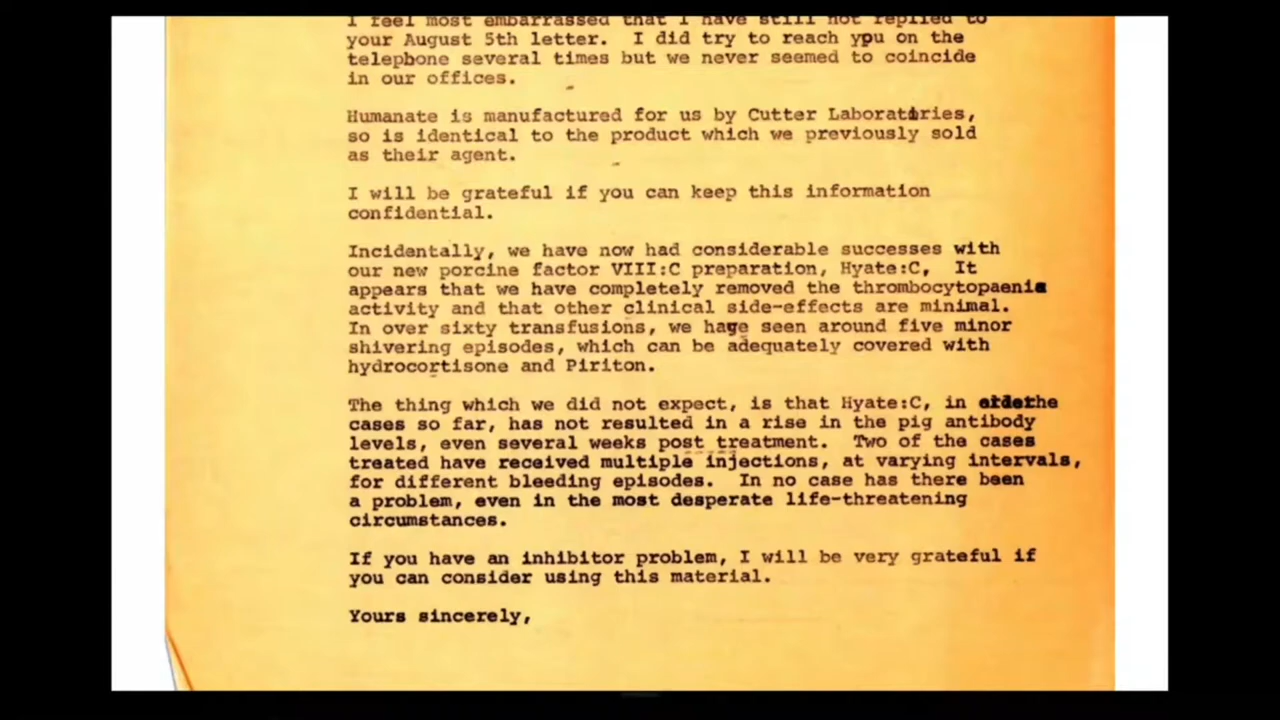 I feel most embarrassed that I have still not replied to
your August 5th letter. I did try to reach you on the
telephone several times but we never seemed to coincide
in our offices.
Humanate is manufactured for us by Cutter Laboratories,
so is identical to the product which we previously sold
as their agent.
I will be grateful if you can keep this information
confidential.
Incidentally, we have now had considerable successes with
our new porcine factor VIII:C preparation, Hyate:C, It
appears that we have completely removed the thrombocytopaenia
activity and that other clinical side-effects are minimal.
In over sixty transfusions, we have seen around five minor
shivering episodes, which can be adequately covered with
hydrocortisone and Piriton.
The thing which we did not expect, is that Hyate:C, in the
cases so far, has not resulted in a rise in the pig antibody
levels, even several weeks post treatment. Two of the cases
treated have received multiple injections, at varying intervals,
for different bleeding episodes. In no case has there been
a problem, even in the most desperate life-threatening
circumstances.
If you have an inhibitor problem, I will be very grateful if
you can consider using this material.
Yours sincerely,